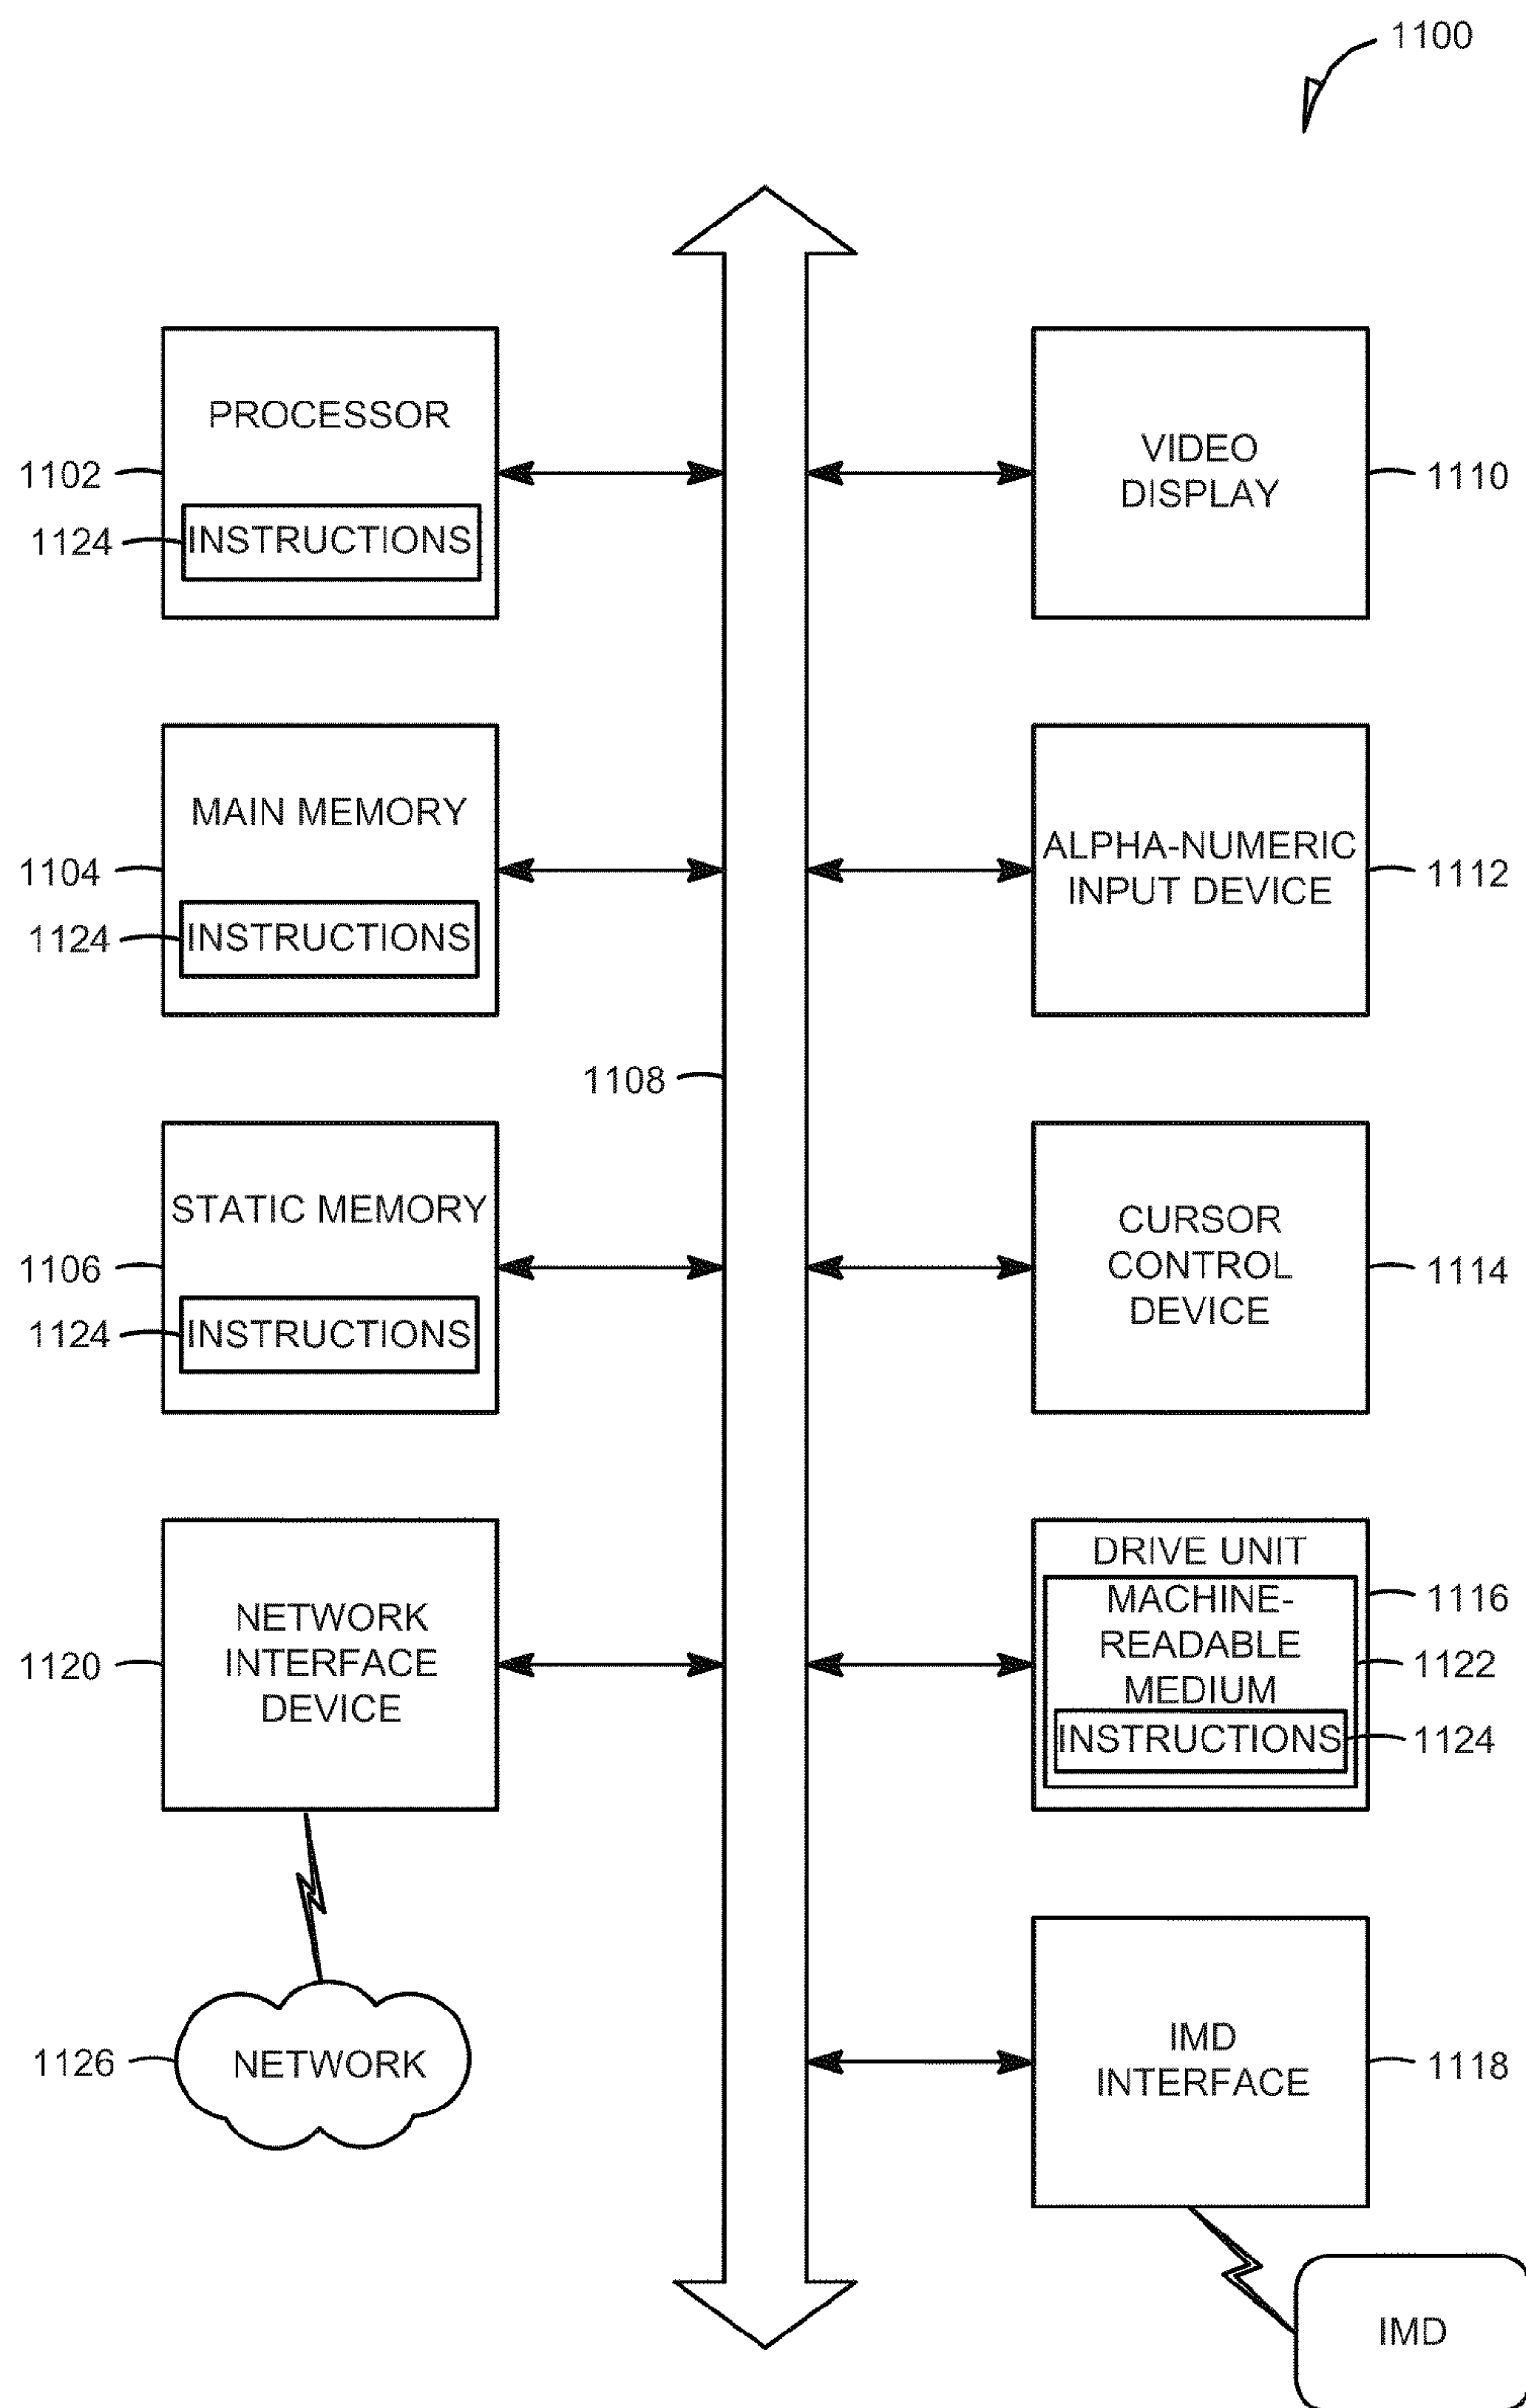 1100
PROCESSOR
1102
1124
INSTRUCTIONS
VIDEO
DISPLAY
1110
MAIN MEMORY
1104
1124
INSTRUCTIONS
ALPHA-NUMERIC
INPUT DEVICE
1112
1108
STATIC MEMORY
1106
1124
INSTRUCTIONS
CURSOR
CONTROL
DEVICE
1114
NETWORK
INTERFACE
DEVICE
1120
DRIVE UNIT
1116
MACHINE-
READABLE
MEDIUM
1122
INSTRUCTIONS
1124
NETWORK
1126
IMD
INTERFACE
1118
IMD